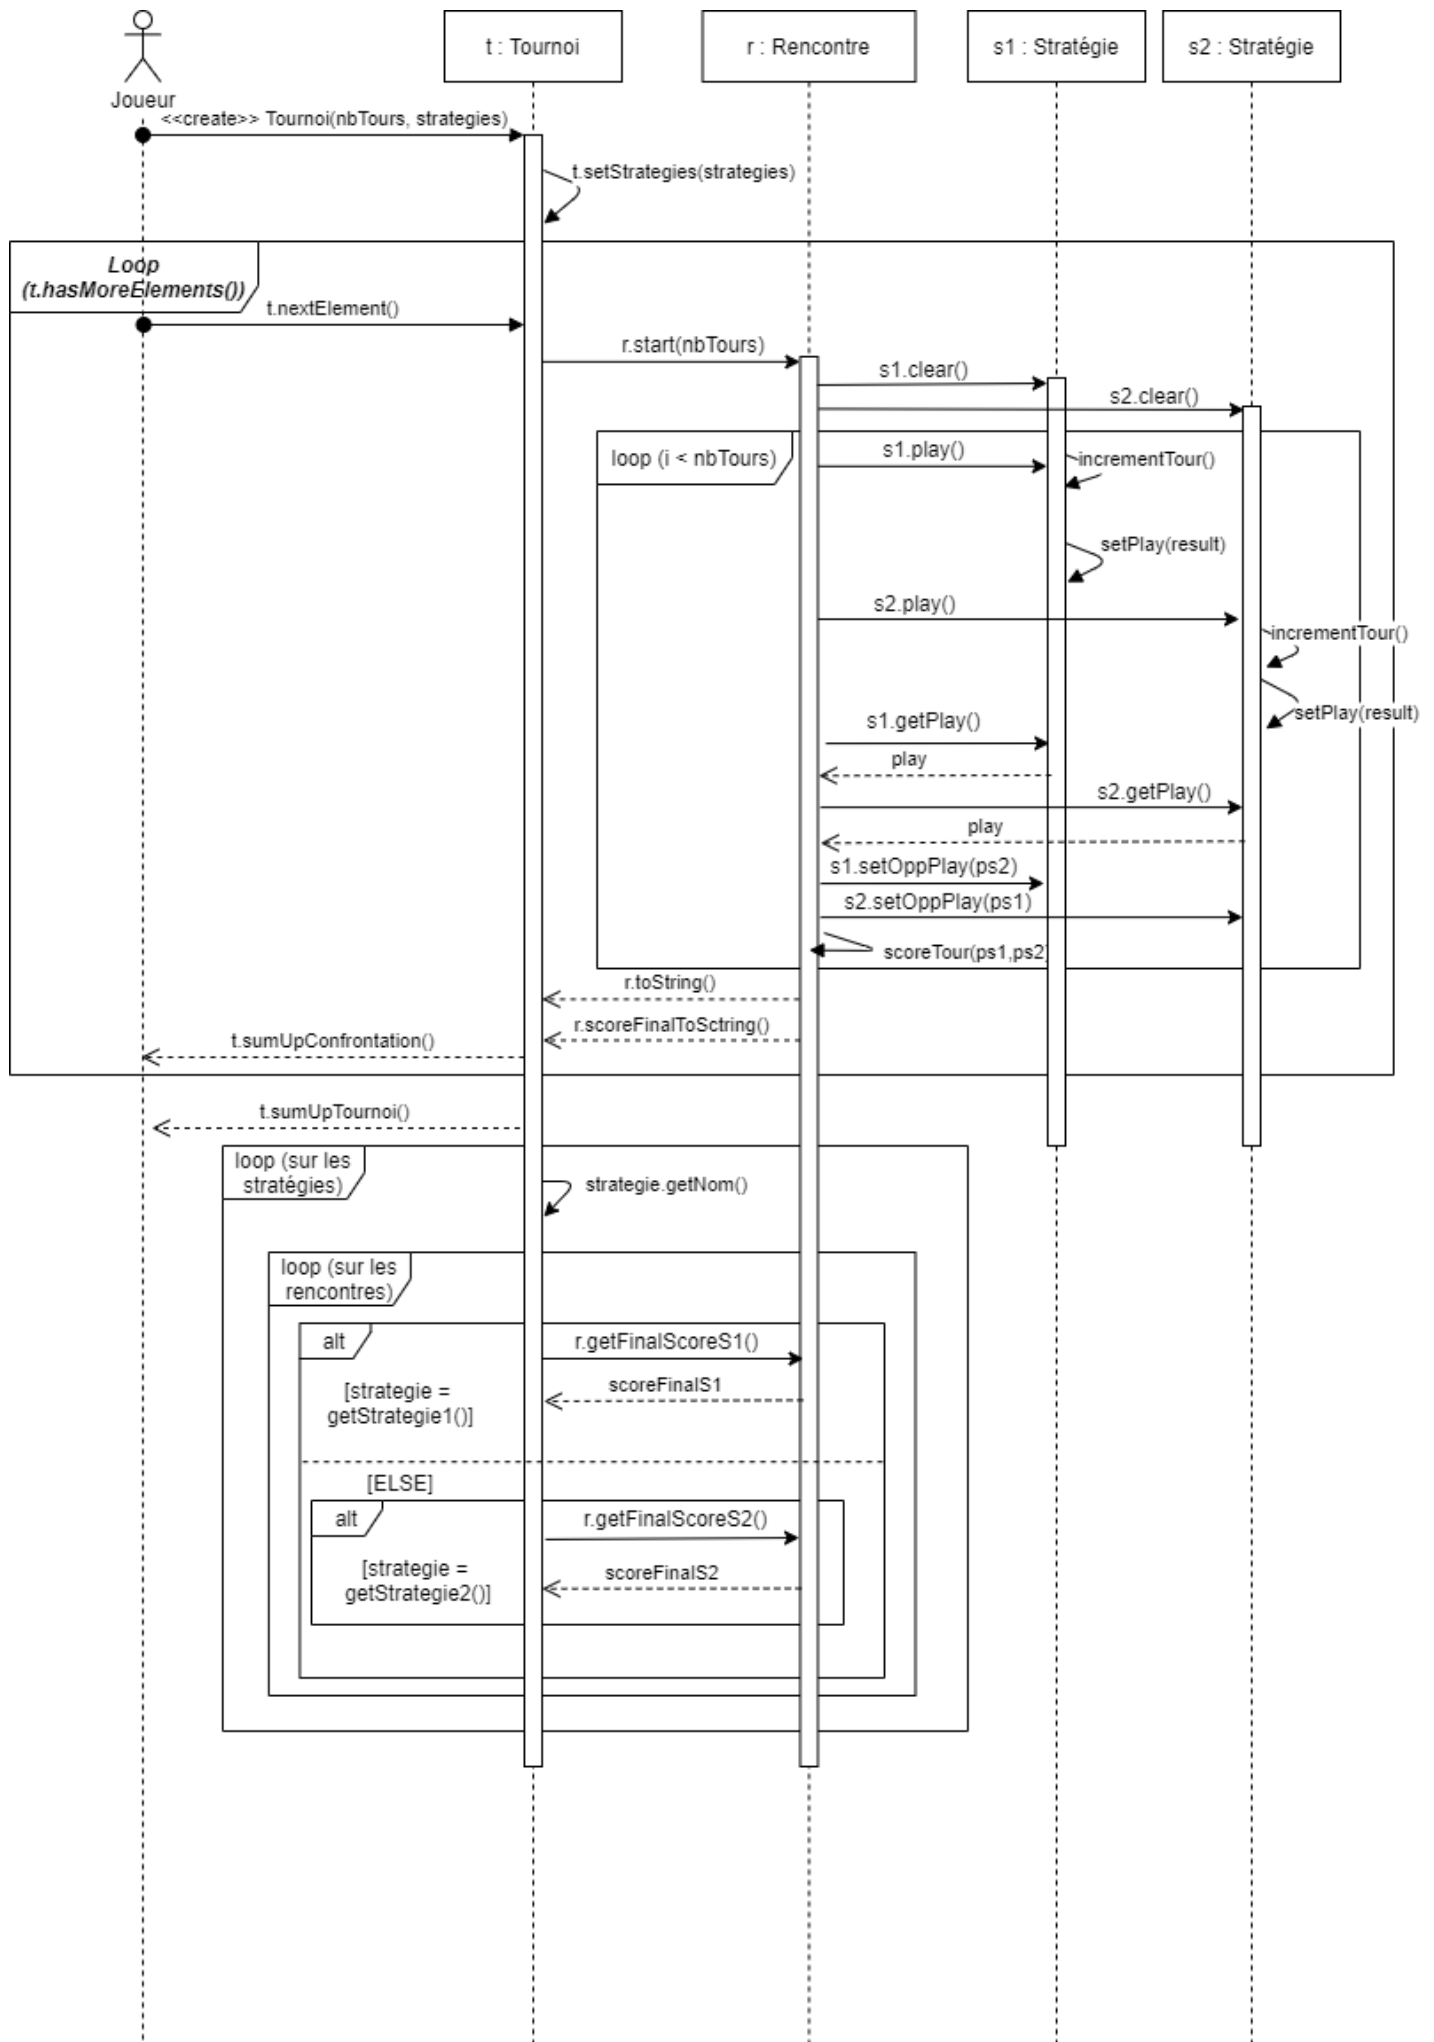 t : Tournoi
r : Rencontre
s1 : Stratégie
s2 : Stratégie
Joueur
<<create>> Tournoi(nbTours, strategies)
t.setStrategies(strategies)
Loop
(t.hasMoreElements())
t.nextElement()
r.start(nbTours)
s1.clear()
s2.clear()
loop (i < nbTours)
s1.play()
incrementTour()
setPlay(result)
s2.play()
incrementTour()
setPlay(result)
s1.getPlay()
play
s2.getPlay()
play
s1.setOppPlay(ps2)
s2.setOppPlay(ps1)
scoreTour(ps1,ps2)
r.toString()
r.scoreFinalToSctring()
t.sumUpConfrontation()
t.sumUpTournoi()
loop (sur les
stratégies)
strategie.getNom()
loop (sur les
rencontres)
alt
r.getFinalScoreS1()
scoreFinalS1
[strategie =
getStrategie1()]
[ELSE]
alt
r.getFinalScoreS2()
scoreFinalS2
[strategie =
getStrategie2()]